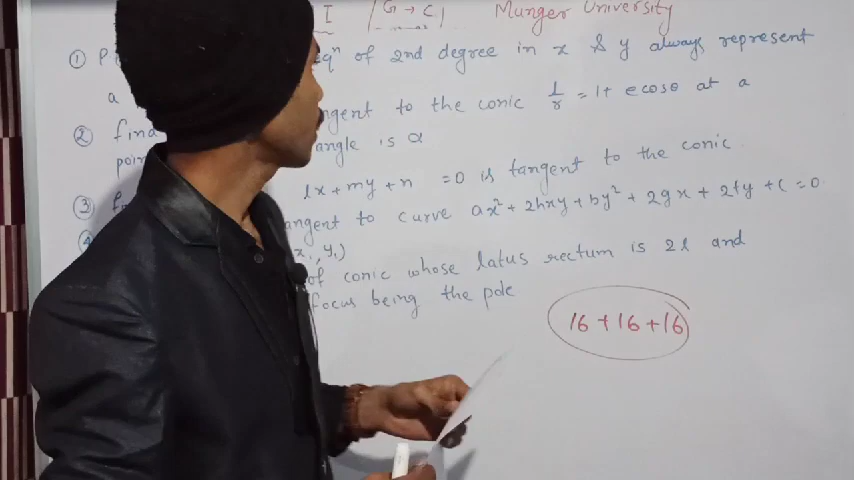 I | G → C | Munger University
① P eqⁿ of 2nd degree in x & y always represent
a
② find gent to the conic l/r = 1 + e cosθ at a
poin angle is α
③ f lx + my + n = 0 is tangent to the conic
④ angent to curve ax² + 2hxy + by² + 2gx + 2fy + c = 0
x₁, y₁)
of conic whose latus rectum is 2l and
focus being the pole
16 + 16 + 16